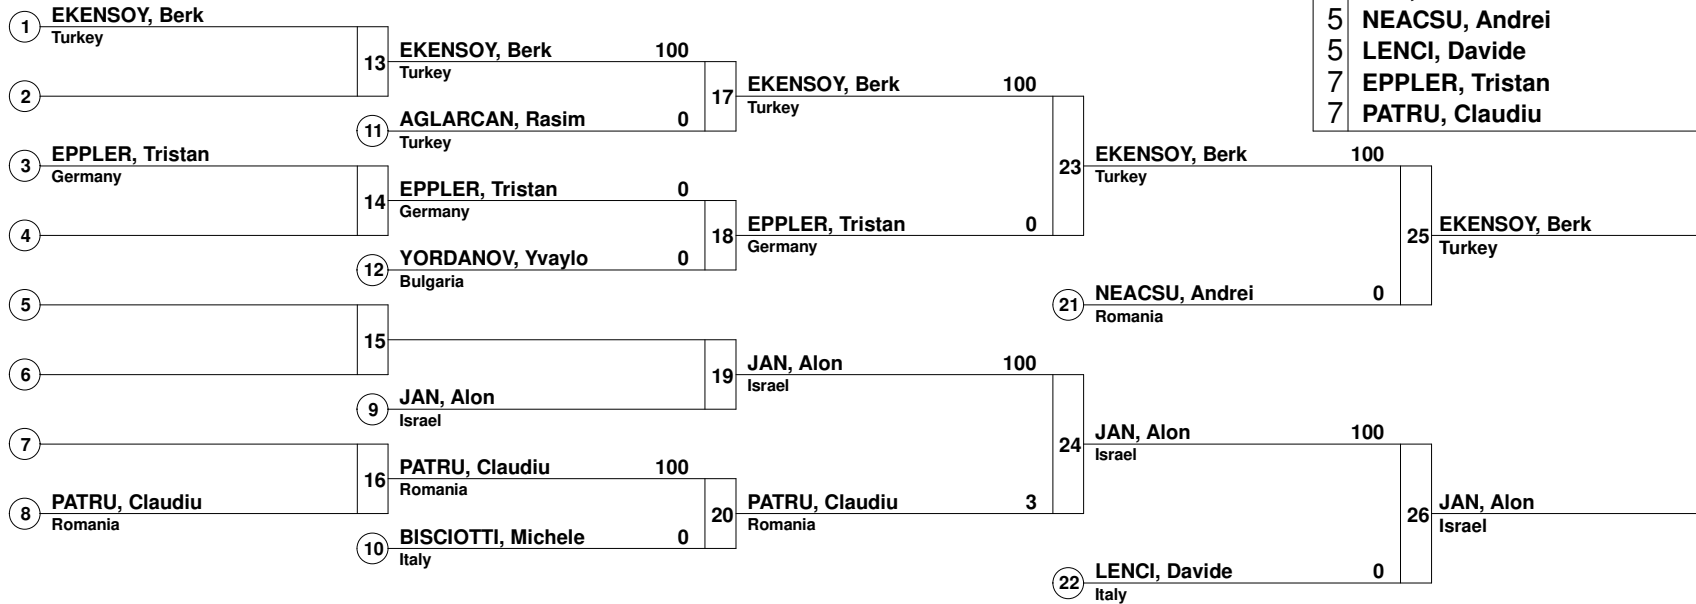 1 EKENSOY, Berk
Turkey
2
3 EPPLER, Tristan
Germany
4
5
6
7
8 PATRU, Claudiu
Romania
13 EKENSOY, Berk 100
Turkey
11 AGLARCAN, Rasim 0
Turkey
14 EPPLER, Tristan 0
Germany
12 YORDANOV, Yvaylo 0
Bulgaria
15
9 JAN, Alon
Israel
16 PATRU, Claudiu 100
Romania
10 BISCIOTTI, Michele 0
Italy
17 EKENSOY, Berk 100
Turkey
18 EPPLER, Tristan 0
Germany
19 JAN, Alon 100
Israel
20 PATRU, Claudiu 3
Romania
23 EKENSOY, Berk 100
Turkey
21 NEACSU, Andrei 0
Romania
24 JAN, Alon 100
Israel
22 LENCI, Davide 0
Italy
25 EKENSOY, Berk
Turkey
26 JAN, Alon
Israel
5 NEACSU, Andrei
5 LENCI, Davide
7 EPPLER, Tristan
7 PATRU, Claudiu